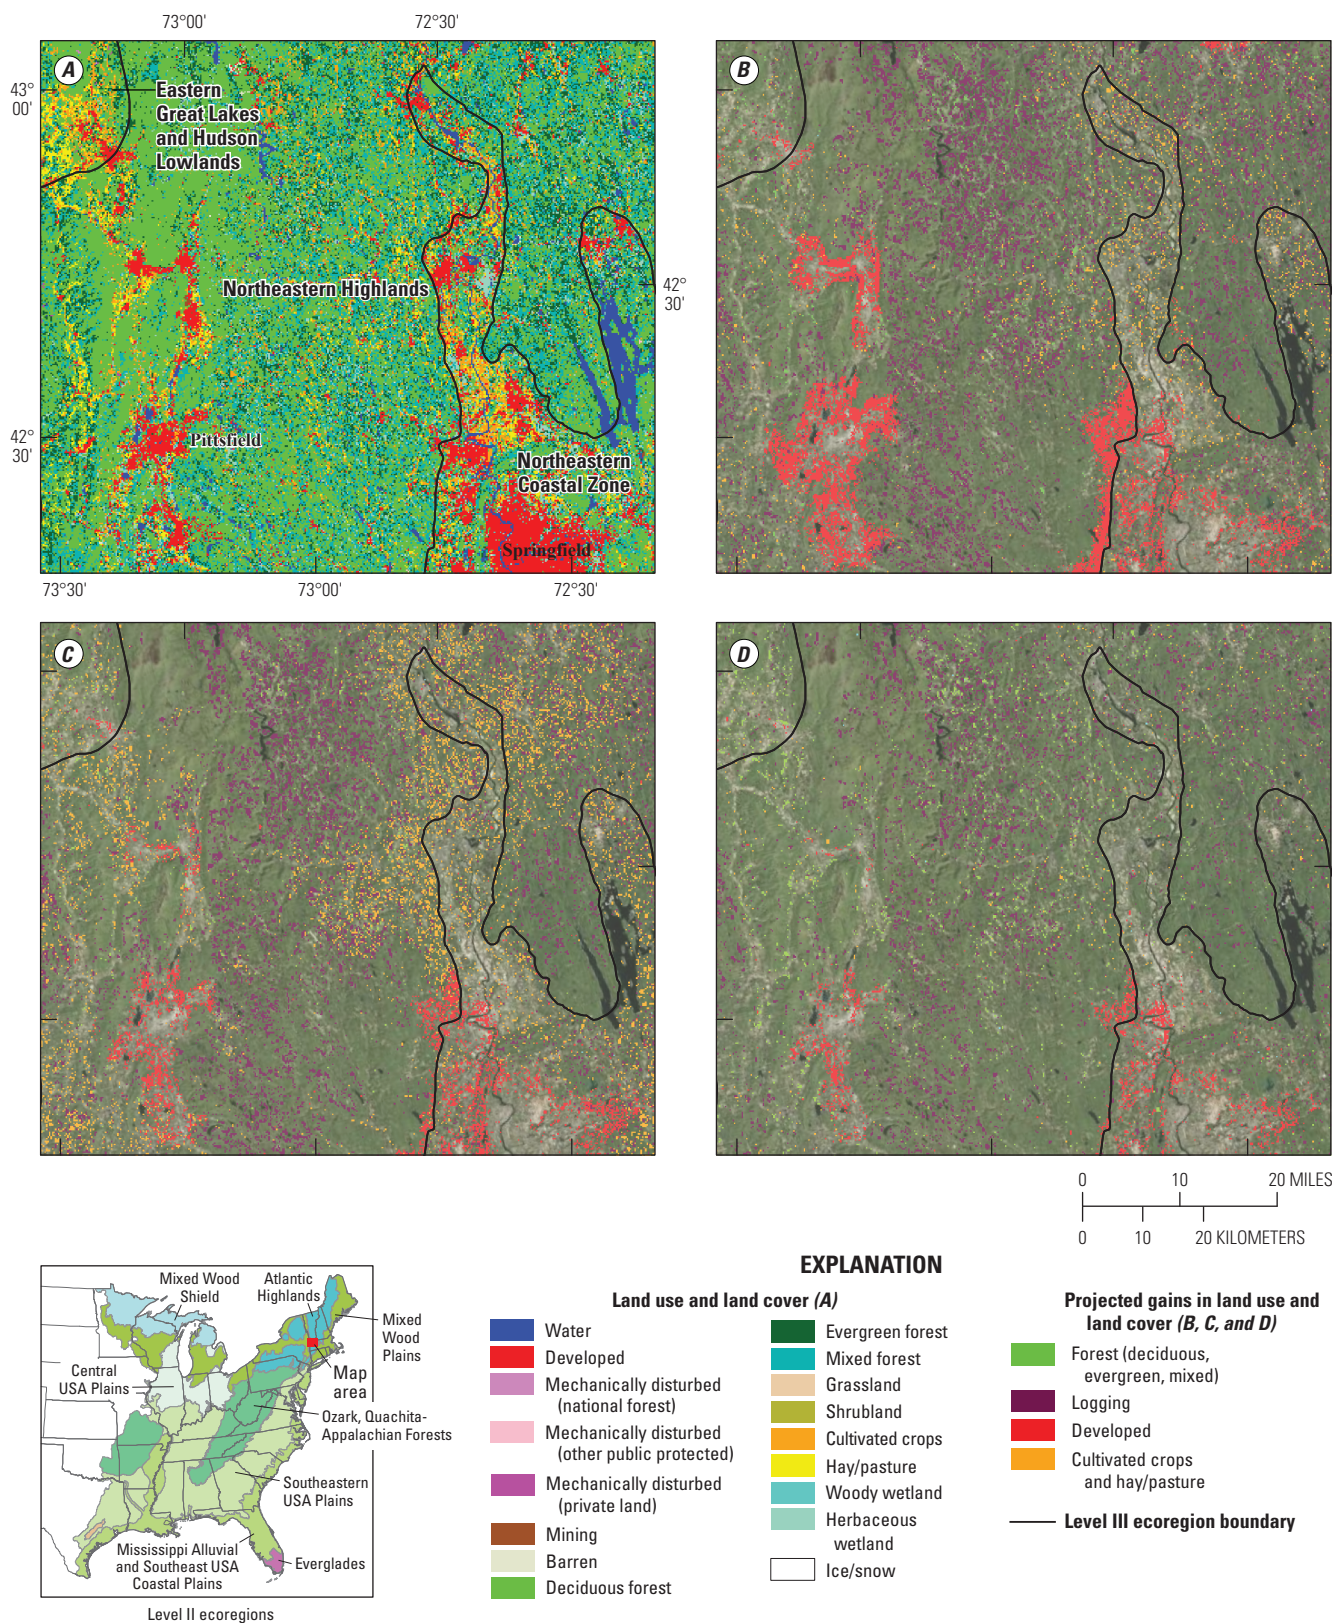 73°00'
72°30'
A
B
43°
00'
Eastern
Great Lakes
and Hudson
Lowlands
Northeastern Highlands
42°
30'
42°
30'
Pittsfield
Northeastern
Coastal Zone
Springfield
73°30'
73°00'
72°30'
C
D
0 10 20 MILES
0 10 20 KILOMETERS
Mixed Wood
Shield
Atlantic
Highlands
Mixed
Wood
Plains
Central
USA Plains
Map
area
Ozark, Quachita-
Appalachian Forests
Southeastern
USA Plains
Mississippi Alluvial
and Southeast USA
Coastal Plains
Everglades
Level II ecoregions
EXPLANATION
Land use and land cover (A)
Water
Developed
Mechanically disturbed
(national forest)
Mechanically disturbed
(other public protected)
Mechanically disturbed
(private land)
Mining
Barren
Deciduous forest
Evergreen forest
Mixed forest
Grassland
Shrubland
Cultivated crops
Hay/pasture
Woody wetland
Herbaceous
wetland
Ice/snow
Projected gains in land use and
land cover (B, C, and D)
Forest (deciduous,
evergreen, mixed)
Logging
Developed
Cultivated crops
and hay/pasture
Level III ecoregion boundary